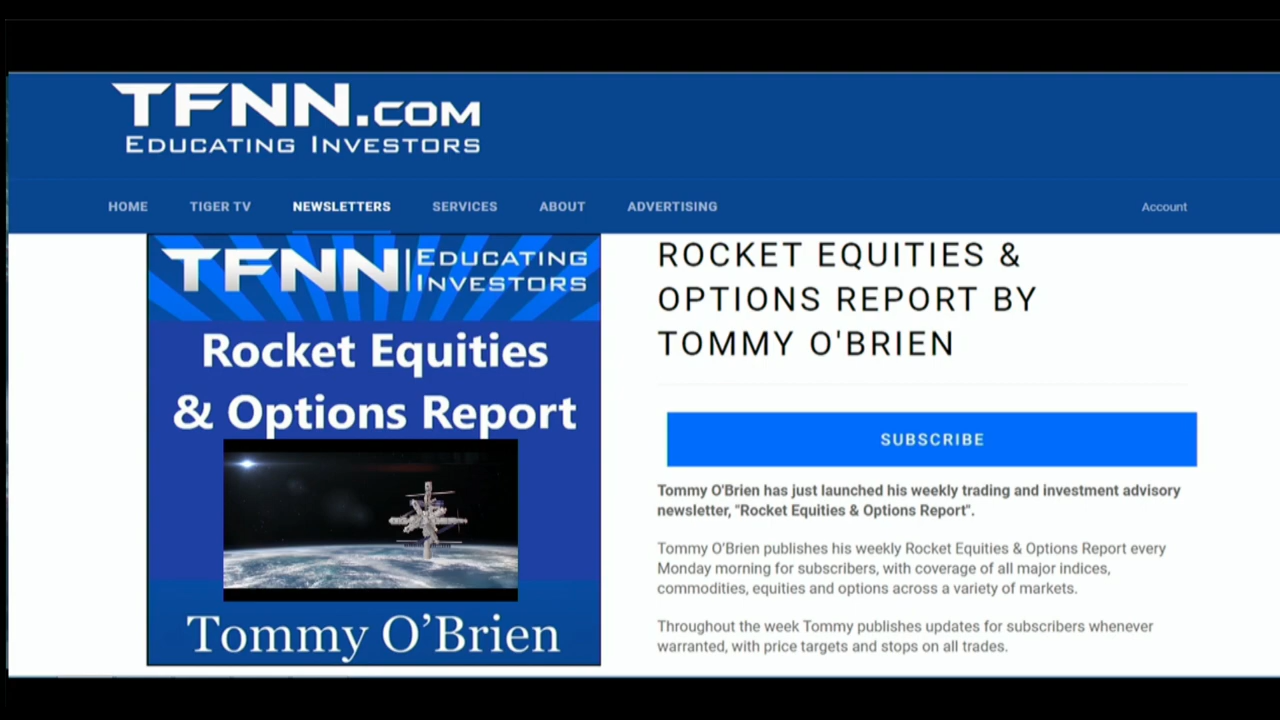 TFNN.COM
EDUCATING INVESTORS
HOME TIGER TV NEWSLETTERS SERVICES ABOUT ADVERTISING Account
TFNN EDUCATING
INVESTORS
Rocket Equities
& Options Report
Tommy O’Brien
ROCKET EQUITIES &
OPTIONS REPORT BY
TOMMY O'BRIEN
SUBSCRIBE
Tommy O'Brien has just launched his weekly trading and investment advisory
newsletter, "Rocket Equities & Options Report".
Tommy O’Brien publishes his weekly Rocket Equities & Options Report every
Monday morning for subscribers, with coverage of all major indices,
commodities, equities and options across a variety of markets.
Throughout the week Tommy publishes updates for subscribers whenever
warranted, with price targets and stops on all trades.